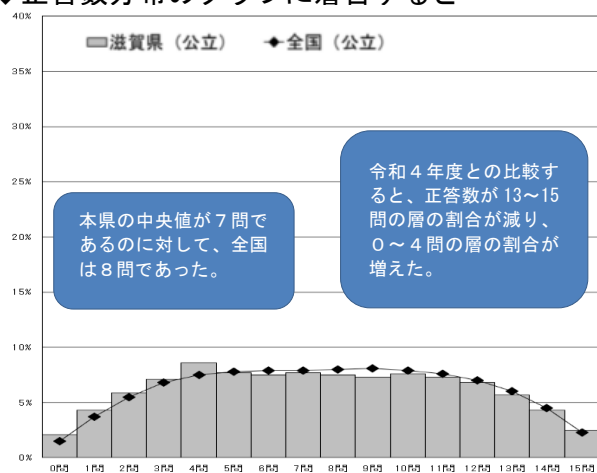 ◆正答数分布のグラフに着目すると
40%
滋賀県（公立） 全国（公立）
35%
30%
25%
20%
15%
10%
5%
0%
本県の中央値が７問で
あるのに対して、全国
は８問であった。
令和４年度との比較す
ると、正答数が 13～15
問の層の割合が減り、
０～４問の層の割合が
増えた。
0問 1問 2問 3問 4問 5問 6問 7問 8問 9問 10問 11問 12問 13問 14問 15問